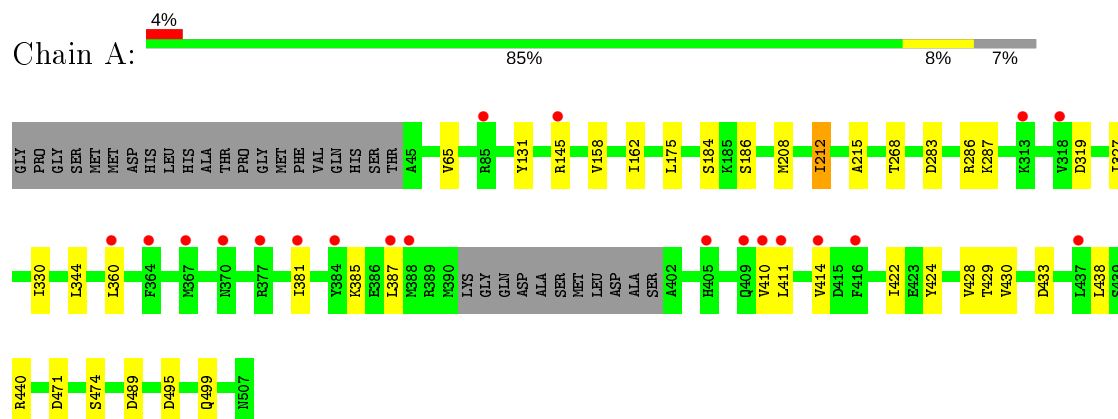 4%
Chain A:
85% 8% 7%
GLY PRO GLY SER MET MET ASP HIS LEU HIS ALA THR PRO GLY MET PHE VAL GLN HIS SER THR A45 V65 R85 Y131 R145 V158 I162 L175 S184 K185 S186 M208 I212 A215 T268 D283 R286 K287 K313 V318 D319
I330 L344 L360 F364 M367 N370 R377 I381 Y384 K385 E386 L387 M388 R389 M390 LYS GLY GLN ASP ALA SER MET LEU ASP ALA SER A402 H405 Q409 V410 L411 V414 D415 F416 I422 E423 Y424 V428 T429 V430 D433 L437 L438 S439
R440 D471 S474 D489 D495 Q499 N507